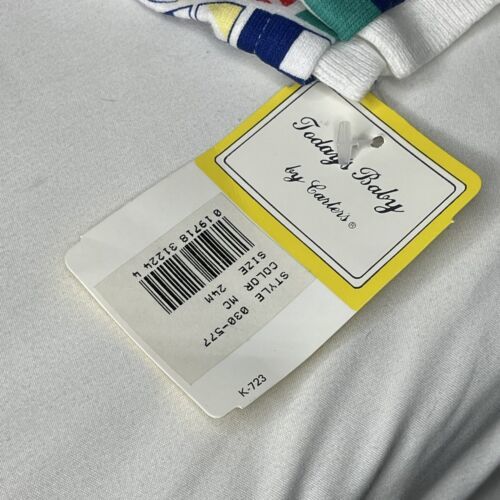 Today's Baby
by Carter's®
0 19718 31224 4
STYLE 030-577
COLOR MC
SIZE 24M
K-723